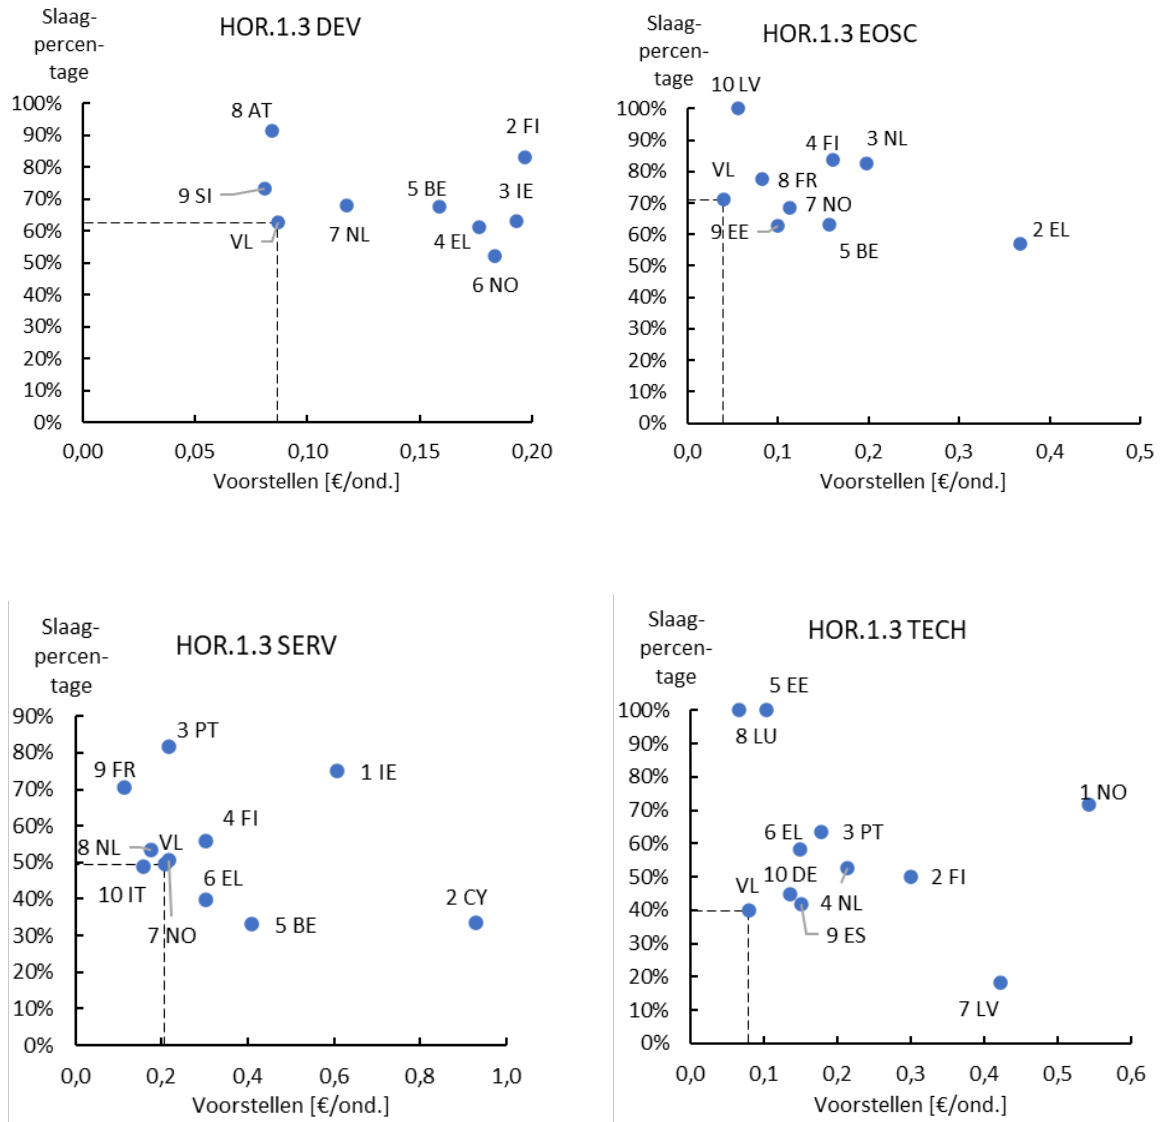 Slaag-
percen-
tage
HOR.1.3 DEV
100%
90%
80%
70%
60%
50%
40%
30%
20%
10%
0%
8 AT
2 FI
9 SI
5 BE
3 IE
VL
7 NL
4 EL
6 NO
0,00
0,05
0,10
0,15
0,20
Voorstellen [€/ond.]
Slaag-
percen-
tage
HOR.1.3 EOSC
10 LV
100%
90%
80%
70%
60%
50%
40%
30%
20%
10%
0%
4 FI
3 NL
VL
8 FR
7 NO
9 EE
5 BE
2 EL
0,0
0,1
0,2
0,3
0,4
0,5
Voorstellen [€/ond.]
Slaag-
percen-
tage
HOR.1.3 SERV
90%
80%
70%
60%
50%
40%
30%
20%
10%
0%
3 PT
9 FR
1 IE
4 FI
8 NL
VL
10 IT
6 EL
2 CY
7 NO
5 BE
0,0
0,2
0,4
0,6
0,8
1,0
Voorstellen [€/ond.]
Slaag-
percen-
tage
HOR.1.3 TECH
5 EE
100%
90%
80%
70%
60%
50%
40%
30%
20%
10%
0%
8 LU
1 NO
6 EL
3 PT
10 DE
2 FI
VL
4 NL
9 ES
7 LV
0,0
0,1
0,2
0,3
0,4
0,5
0,6
Voorstellen [€/ond.]